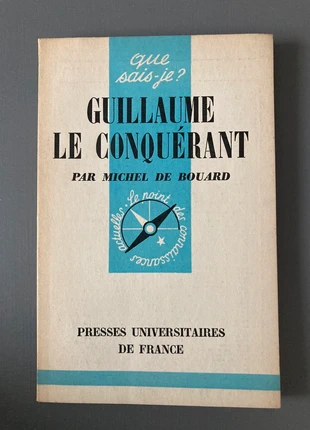 que
sais-je?
GUILLAUME
LE CONQUÉRANT
PAR MICHEL DE BOUARD
Le point des connaissances actuelles
PRESSES UNIVERSITAIRES
DE FRANCE